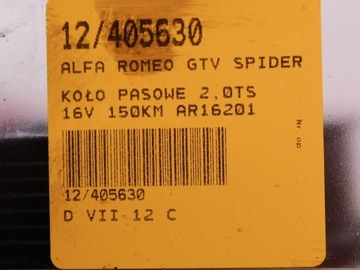 12/405630
ALFA ROMEO GTV SPIDER
KOŁO PASOWE 2,0TS
16V 150KM AR16201
12/405630
D VII 12 C